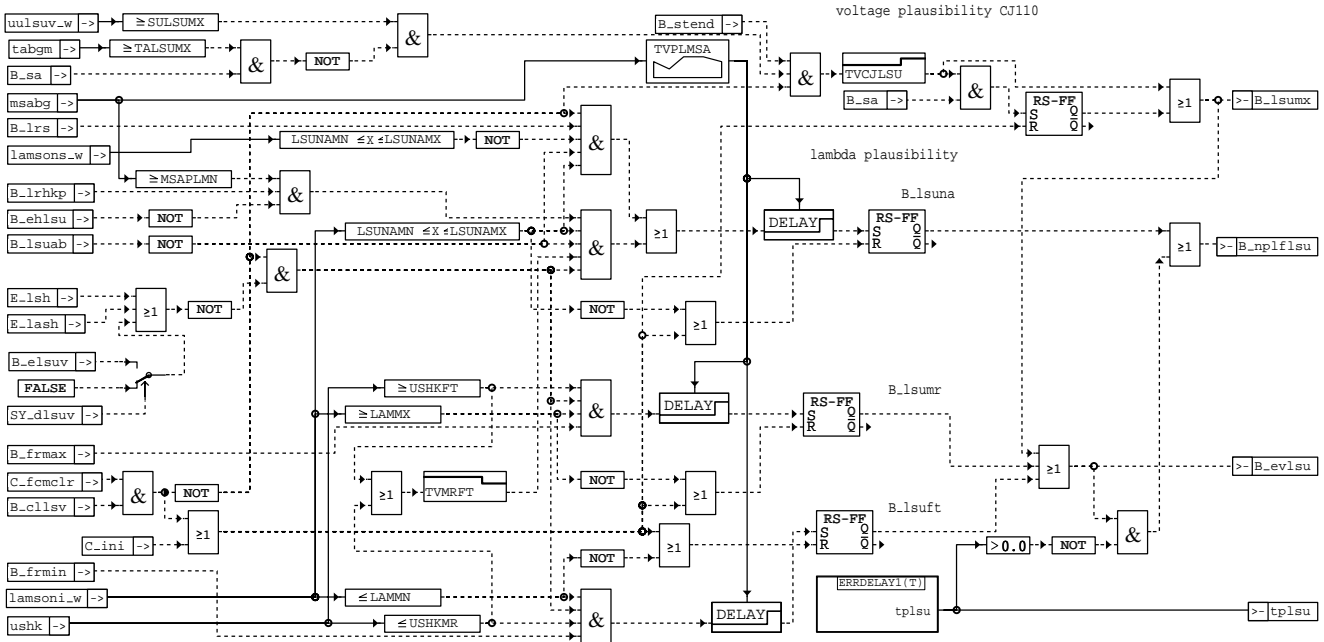 voltage plausibility CJ110
uulsuv_w ->
≥SULSUMX
&
B_stend ->
tabgm ->
≥TALSUMX
&
NOT
TVPLMSA
B_sa ->
&
TVCJLSU
&
B_sa ->
RS-FF
S Q
R Q
≥1
>- B_lsumx
msabg ->
B_lrs ->
&
lamsons_w ->
LSUNAMN ≤X≤LSUNAMX
NOT
lambda plausibility
≥MSAPLMN
&
B_lrhkp ->
B_lsuna
B_ehlsu ->
NOT
LSUNAMN ≤X≤LSUNAMX
&
≥1
DELAY
RS-FF
S Q
R Q
≥1
>- B_nplflsu
B_lsuab ->
NOT
&
E_lsh ->
≥1
NOT
NOT
≥1
E_lash ->
B_elsuv ->
FALSE
SY_dlsuv ->
≥USHKFT
&
DELAY
B_lsumr
RS-FF
S Q
R Q
≥LAMMX
B_frmax ->
≥1
>- B_evlsu
C_fcmclr ->
&
NOT
≥1
TVMRFT
NOT
≥1
B_cllsv ->
B_lsuft
RS-FF
S Q
R Q
C_ini ->
≥1
≥1
>0.0
NOT
&
NOT
B_frmin ->
ERRDELAY1(T)
lamsoni_w ->
≤LAMMN
&
DELAY
tplsu
>- tplsu
ushk ->
≤USHKMR